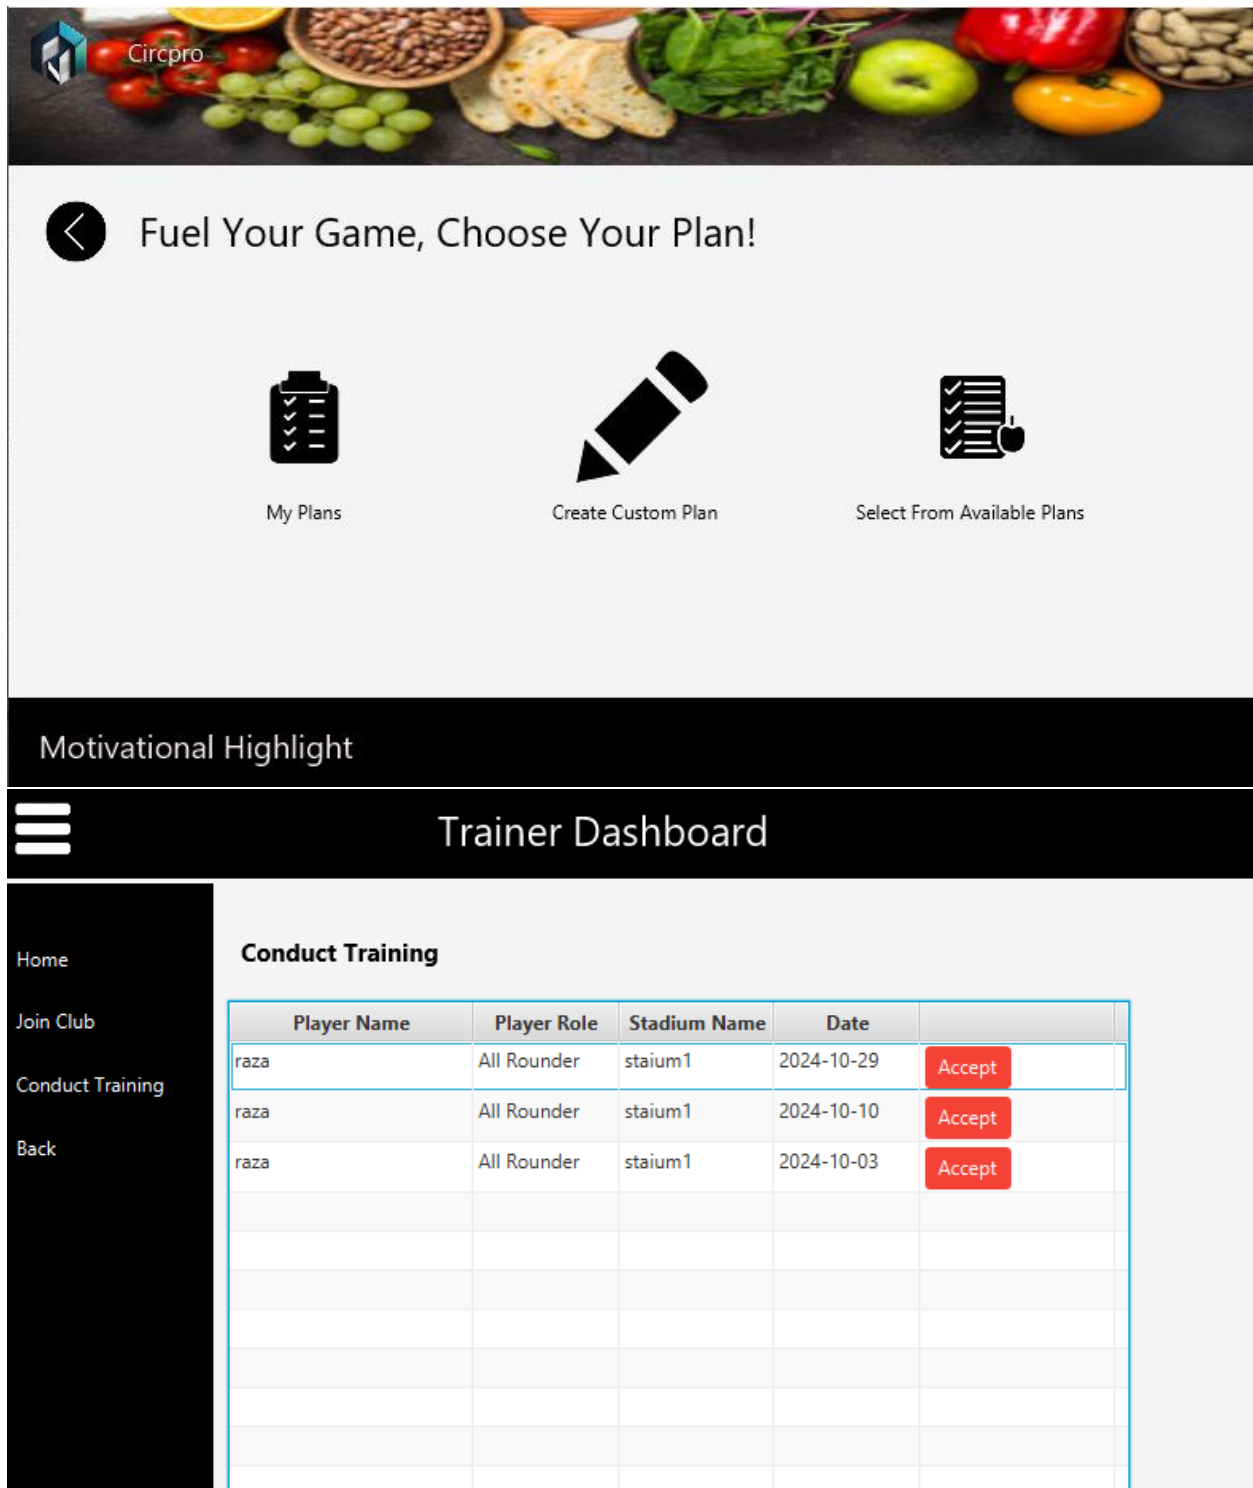 Circpro
Fuel Your Game, Choose Your Plan!
My Plans
Create Custom Plan
Select From Available Plans
Motivational Highlight
Trainer Dashboard
Home
Join Club
Conduct Training
Back
Conduct Training
Player Name Player Role Stadium Name Date
raza All Rounder staium1 2024-10-29 Accept
raza All Rounder staium1 2024-10-10 Accept
raza All Rounder staium1 2024-10-03 Accept